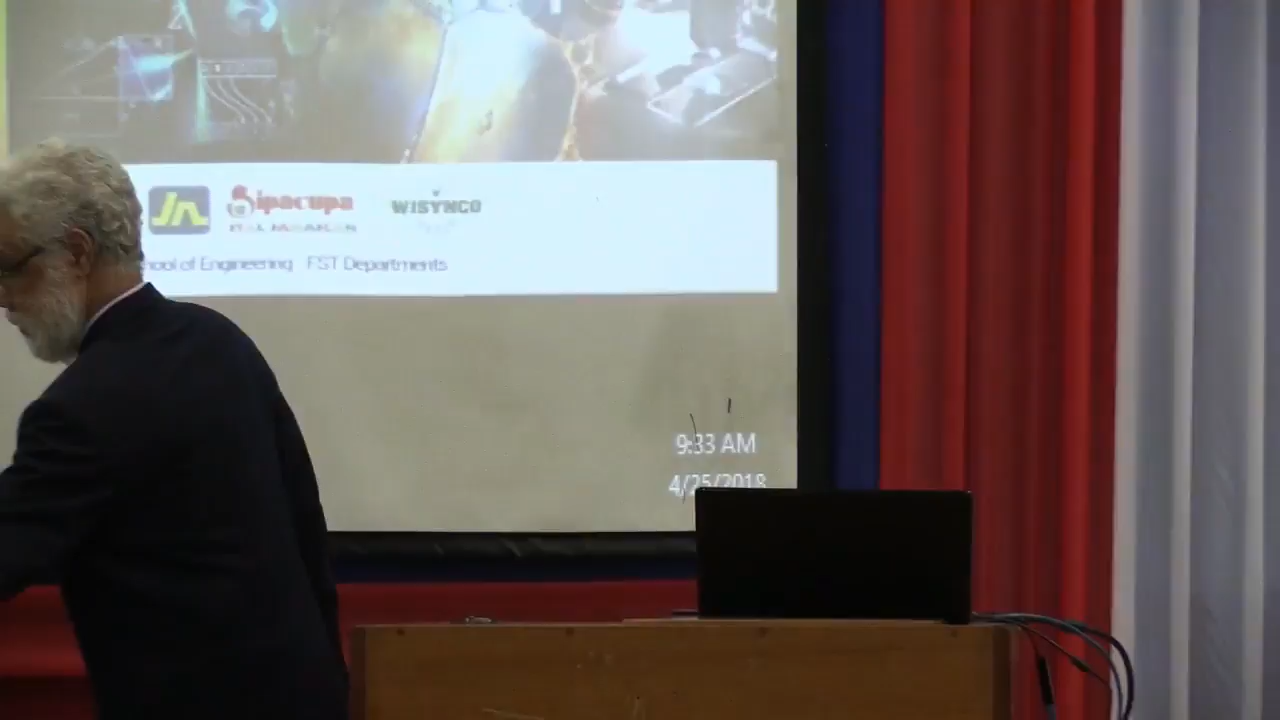 JN
WISYNCO
hool of Engineering FST Departments
9:33 AM
4/25/2018